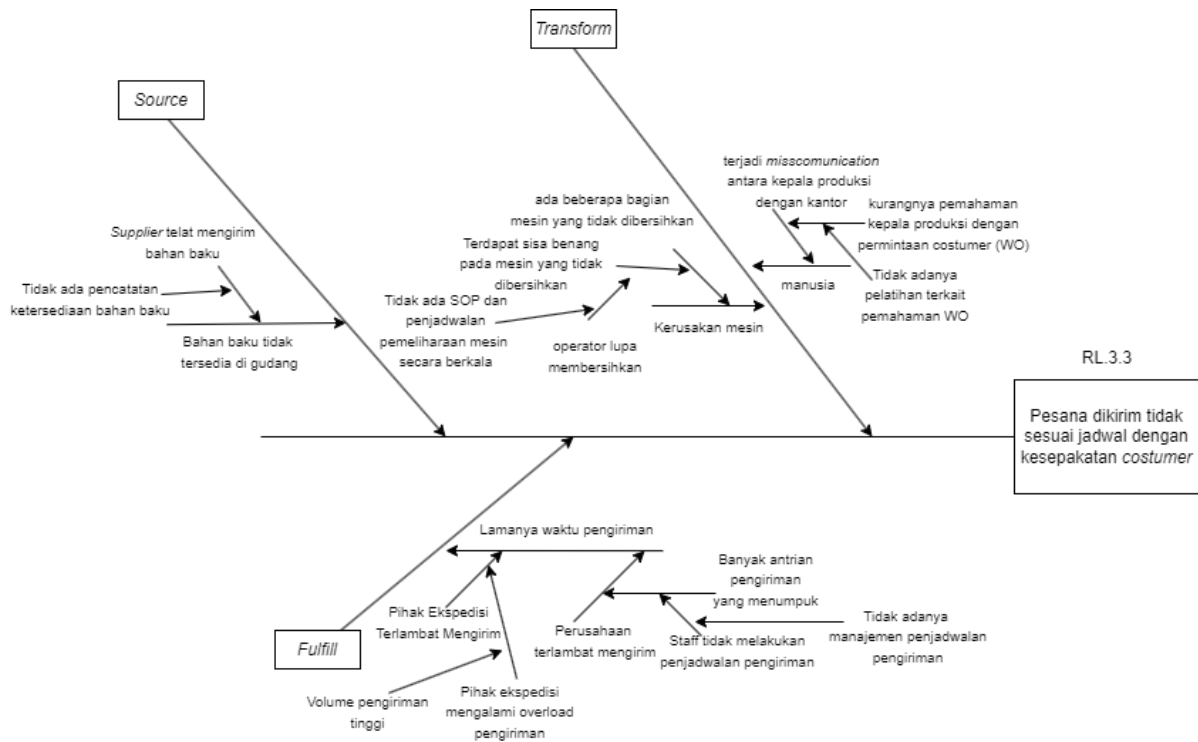 Transform
Source
terjadi misscomunication
antara kepala produksi
dengan kantor
kurangnya pemahaman
kepala produksi dengan
permintaan costumer (WO)
ada beberapa bagian
mesin yang tidak dibersihkan
Supplier telat mengirim
bahan baku
Terdapat sisa benang
pada mesin yang tidak
dibersihkan
manusia
Tidak adanya
pelatihan terkait
pemahaman WO
Tidak ada pencatatan
ketersediaan bahan baku
Tidak ada SOP dan
penjadwalan
pemeliharaan mesin
secara berkala
Kerusakan mesin
Bahan baku tidak
tersedia di gudang
operator lupa
membersihkan
RL.3.3
Pesana dikirim tidak
sesuai jadwal dengan
kesepakatan costumer
Lamanya waktu pengiriman
Banyak antrian
pengiriman
yang menumpuk
Pihak Ekspedisi
Terlambat Mengirim
Perusahaan
terlambat mengirim
Staff tidak melakukan
penjadwalan pengiriman
Tidak adanya
manajemen penjadwalan
pengiriman
Fulfill
Volume pengiriman
tinggi
Pihak ekspedisi
mengalami overload
pengiriman